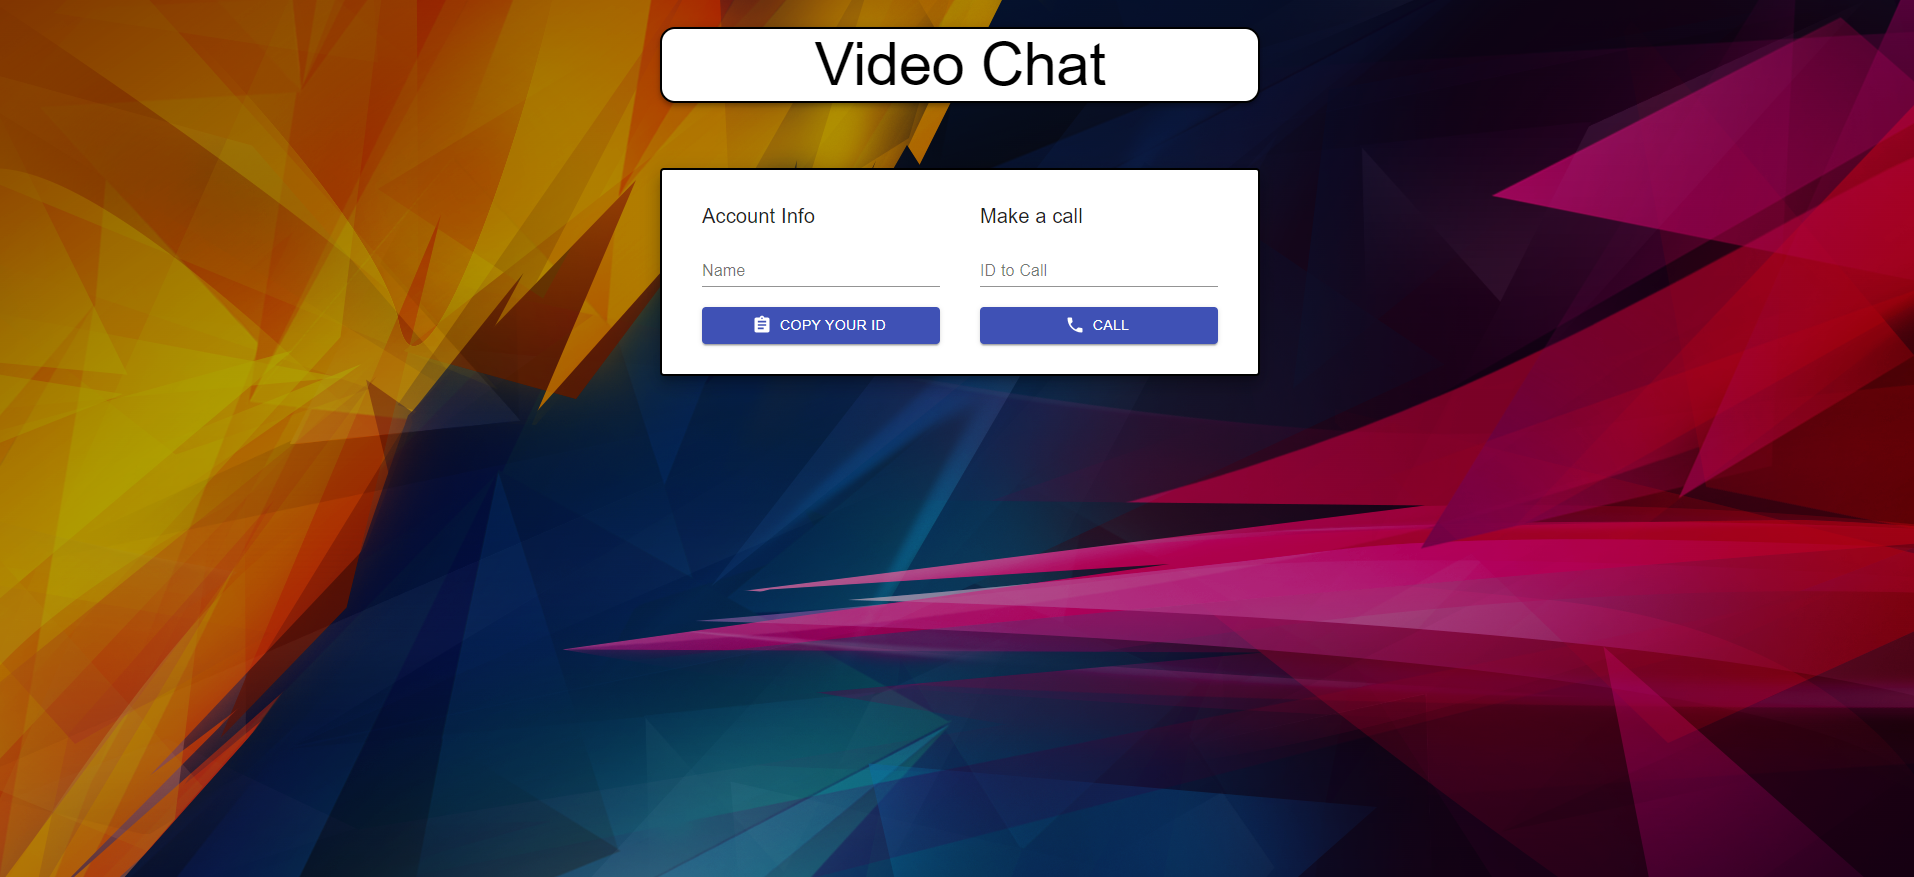 Video Chat
Account Info
Name
COPY YOUR ID
Make a call
ID to Call
CALL